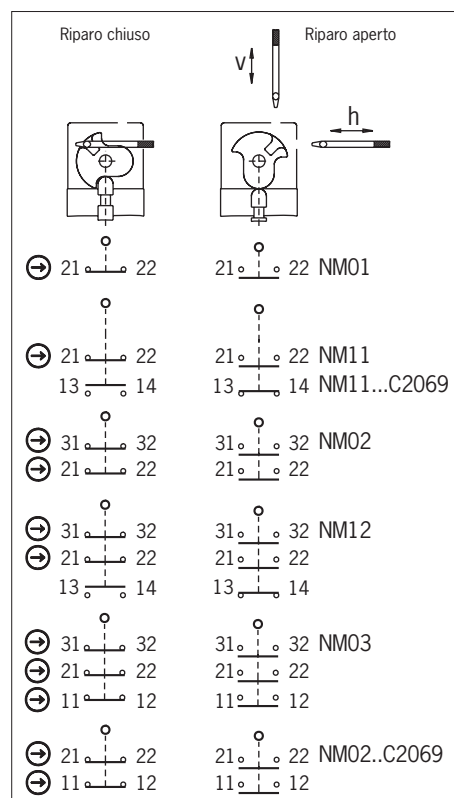 Riparo chiuso Riparo aperto
v
h
21 22 21 22 NM01
21 22 21 22 NM11
13 14 13 14 NM11...C2069
31 32 31 32 NM02
21 22 21 22
31 32 31 32 NM12
21 22 21 22
13 14 13 14
31 32 31 32 NM03
21 22 21 22
11 12 11 12
21 22 21 22 NM02..C2069
11 12 11 12